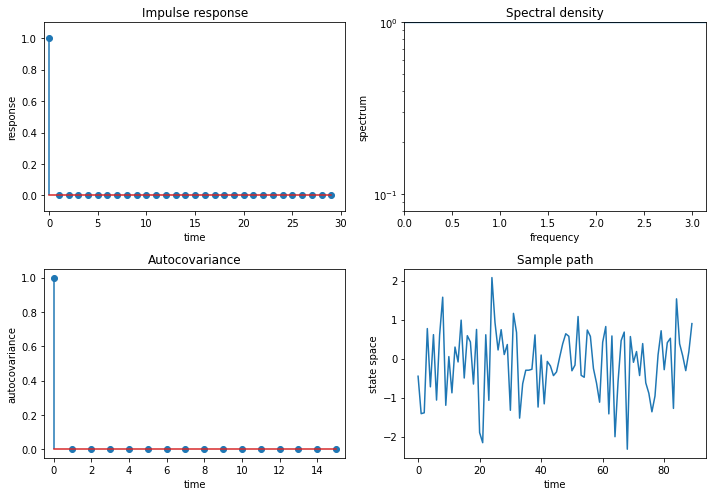 Impulse response
1.0
0.8
0.6
0.4
0.2
0.0
response
0 5 10 15 20 25 30
time
Spectral density
10⁰
10⁻¹
spectrum
0.0 0.5 1.0 1.5 2.0 2.5 3.0
frequency
Autocovariance
1.0
0.8
0.6
0.4
0.2
0.0
autocovariance
0 2 4 6 8 10 12 14
time
Sample path
2
1
0
−1
−2
state space
0 20 40 60 80
time